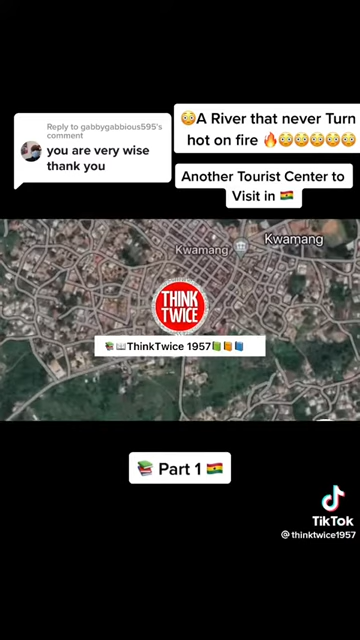 Reply to gabbygabbious595's
comment
you are very wise
thank you
😳A River that never Turn
hot on fire 🔥😳😳😳😳😳
Another Tourist Center to
Visit in 🇬🇭
Kwamang
Kwamang
THINK
TWICE
📚📖ThinkTwice 1957📗📙📘
📚 Part 1 🇬🇭
TikTok
@thinktwice1957